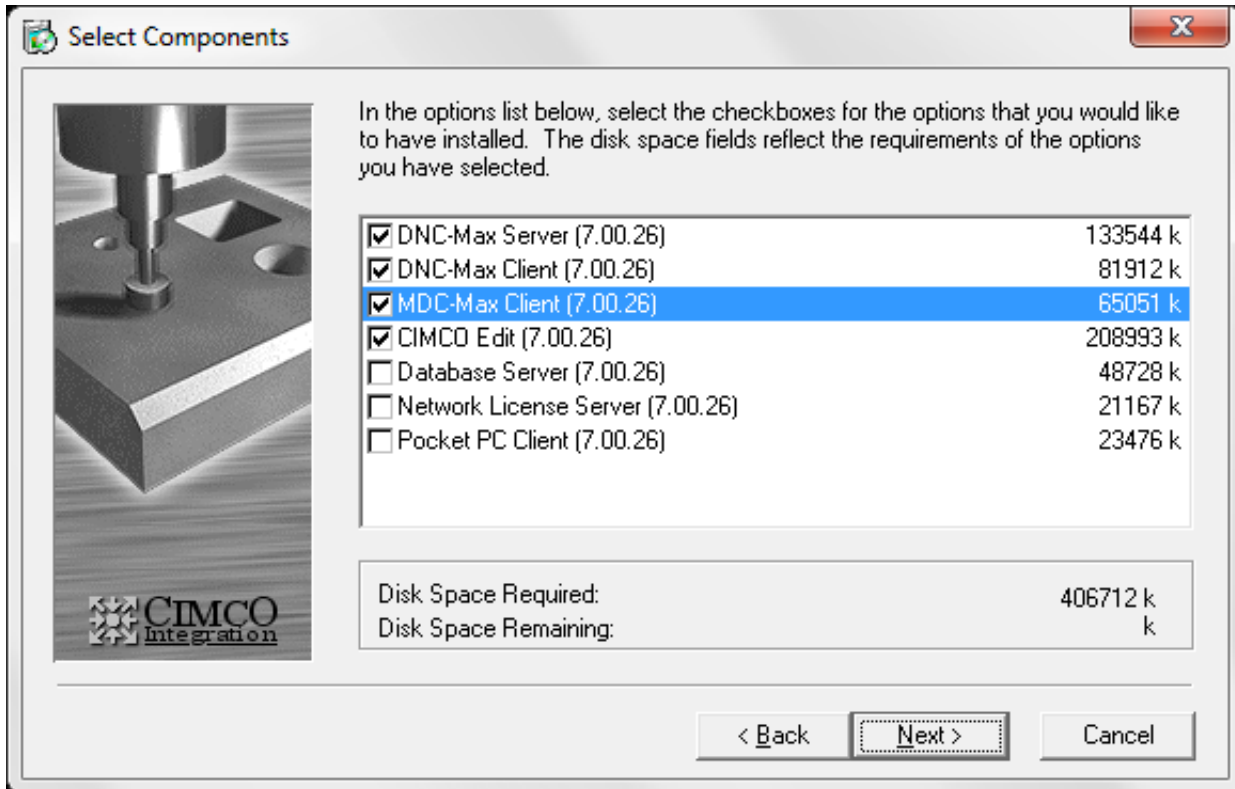 Select Components
In the options list below, select the checkboxes for the options that you would like
to have installed.  The disk space fields reflect the requirements of the options
you have selected.
DNC-Max Server (7.00.26) 133544 k
DNC-Max Client (7.00.26) 81912 k
MDC-Max Client (7.00.26) 65051 k
CIMCO Edit (7.00.26) 208993 k
Database Server (7.00.26) 48728 k
Network License Server (7.00.26) 21167 k
Pocket PC Client (7.00.26) 23476 k
Disk Space Required: 406712 k
Disk Space Remaining: k
CIMCO
Integration
< Back Next > Cancel